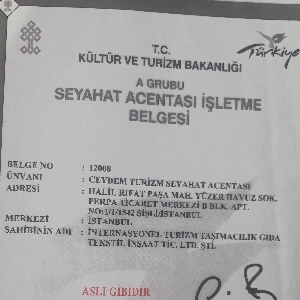 Türkiye
T.C.
KÜLTÜR VE TURİZM BAKANLIĞI
A GRUBU
SEYAHAT ACENTASI İŞLETME
BELGESİ
BELGE NO : 12008
ÜNVANI : CEYDEM TURİZM SEYAHAT ACENTASI
ADRESİ : HALİL RIFAT PAŞA MAH. YÜZER HAVUZ SOK.
PERPA TİCARET MERKEZİ B BLK. APT.
NO:1/1/1542 ŞİŞLİ/İSTANBUL
MERKEZİ : İSTANBUL
SAHİBİNİN ADI : İNTERNASYONEL TURİZM TAŞIMACILIK GIDA
TEKSTİL İNŞAAT TİC. LTD. ŞTİ.
ASLI GİBİDİR